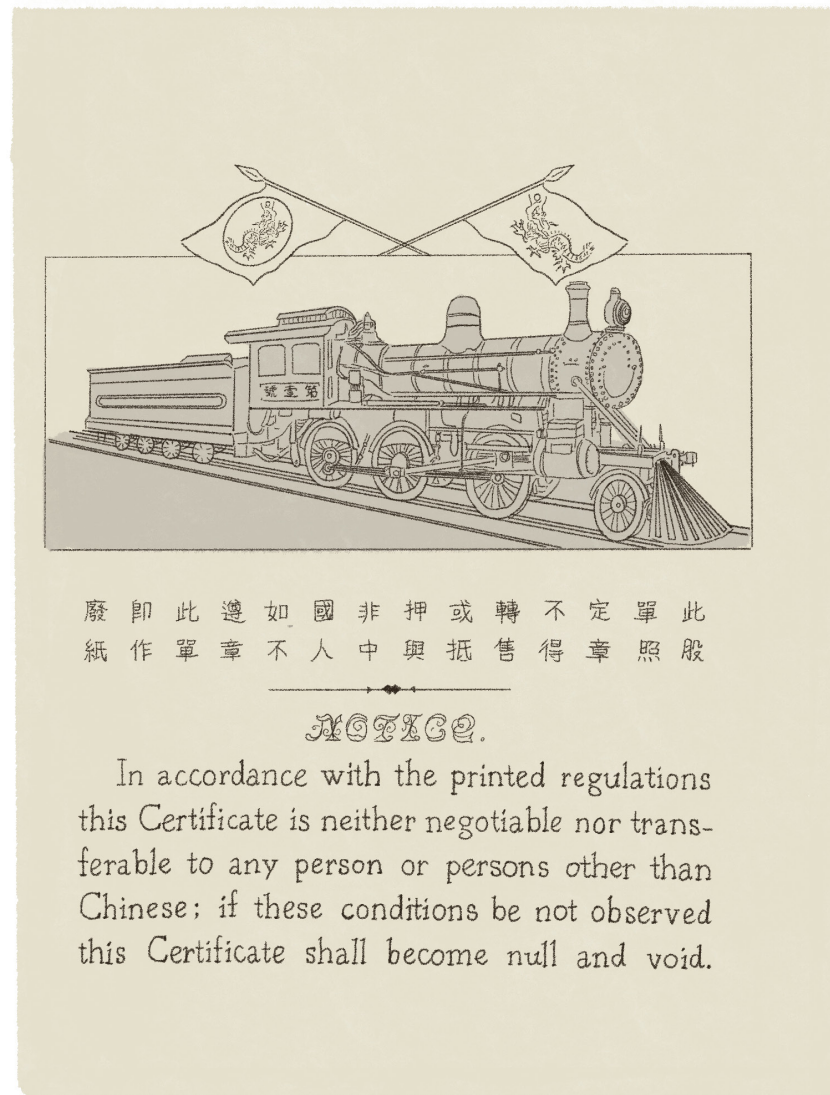 第壹號
此股
單照
定章
不得
轉售
或抵
押與
非中
國人
如不
遵章
此單
卽作
廢紙
NOTICE.
In accordance with the printed regulations
this Certificate is neither negotiable nor trans-
ferable to any person or persons other than
Chinese; if these conditions be not observed
this Certificate shall become null and void.